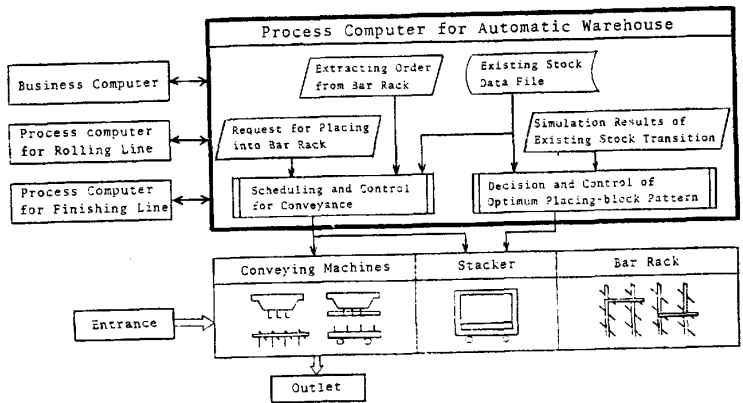 Process Computer for Automatic Warehouse
Business Computer
Process computer
for Rolling Line
Process Computer
for Finishing Line
Extracting Order
from Bar Rack
Existing Stock
Data File
Request for Placing
into Bar Rack
Simulation Results of
Existing Stock Transition
Scheduling and Control
for Conveyance
Decision and Control of
Optimum Placing-block Pattern
Conveying Machines
Stacker
Bar Rack
Entrance
Outlet